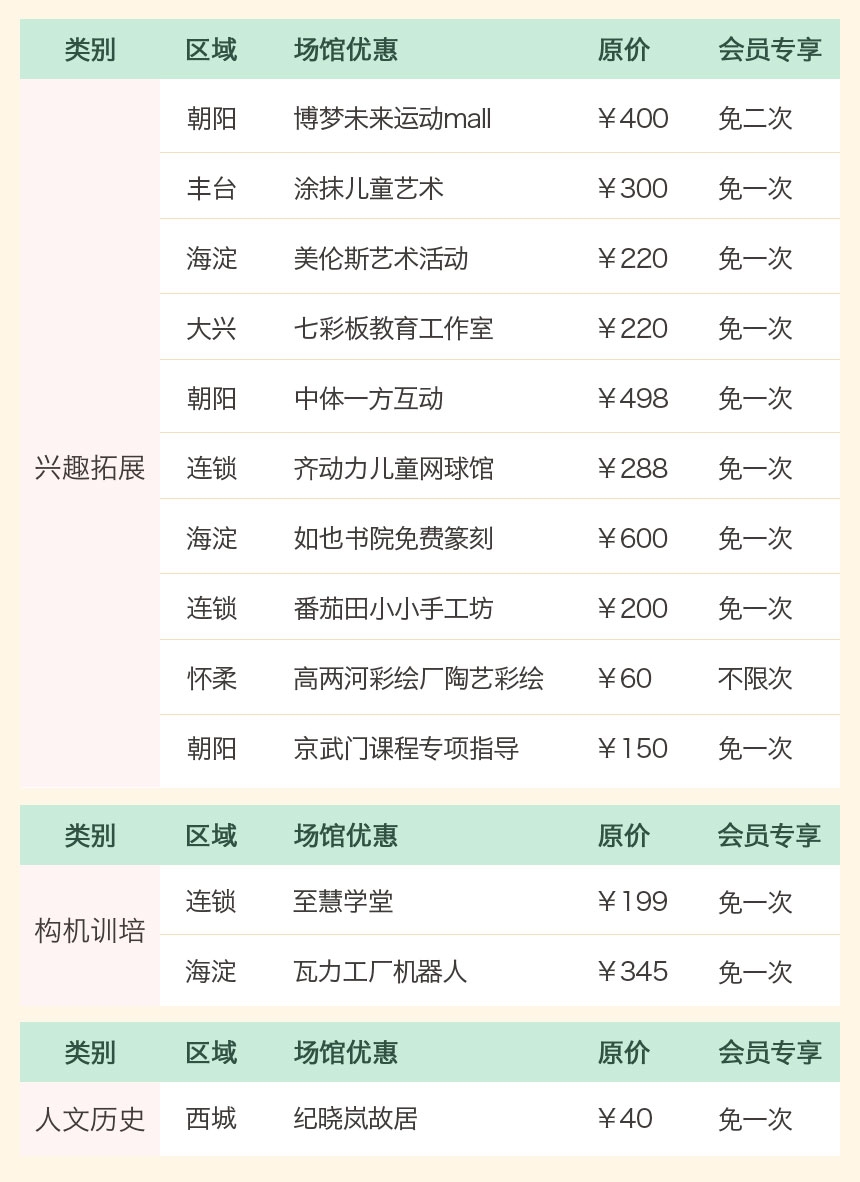 类别 区域 场馆优惠 原价 会员专享
朝阳 博梦未来运动mall ￥400 免二次
丰台 涂抹儿童艺术 ￥300 免一次
海淀 美伦斯艺术活动 ￥220 免一次
大兴 七彩板教育工作室 ￥220 免一次
朝阳 中体一方互动 ￥498 免一次
兴趣拓展 连锁 齐动力儿童网球馆 ￥288 免一次
海淀 如也书院免费篆刻 ￥600 免一次
连锁 番茄田小小手工坊 ￥200 免一次
怀柔 高两河彩绘厂陶艺彩绘 ￥60 不限次
朝阳 京武门课程专项指导 ￥150 免一次
类别 区域 场馆优惠 原价 会员专享
连锁 至慧学堂 ￥199 免一次
构机训培
海淀 瓦力工厂机器人 ￥345 免一次
类别 区域 场馆优惠 原价 会员专享
人文历史 西城 纪晓岚故居 ￥40 免一次